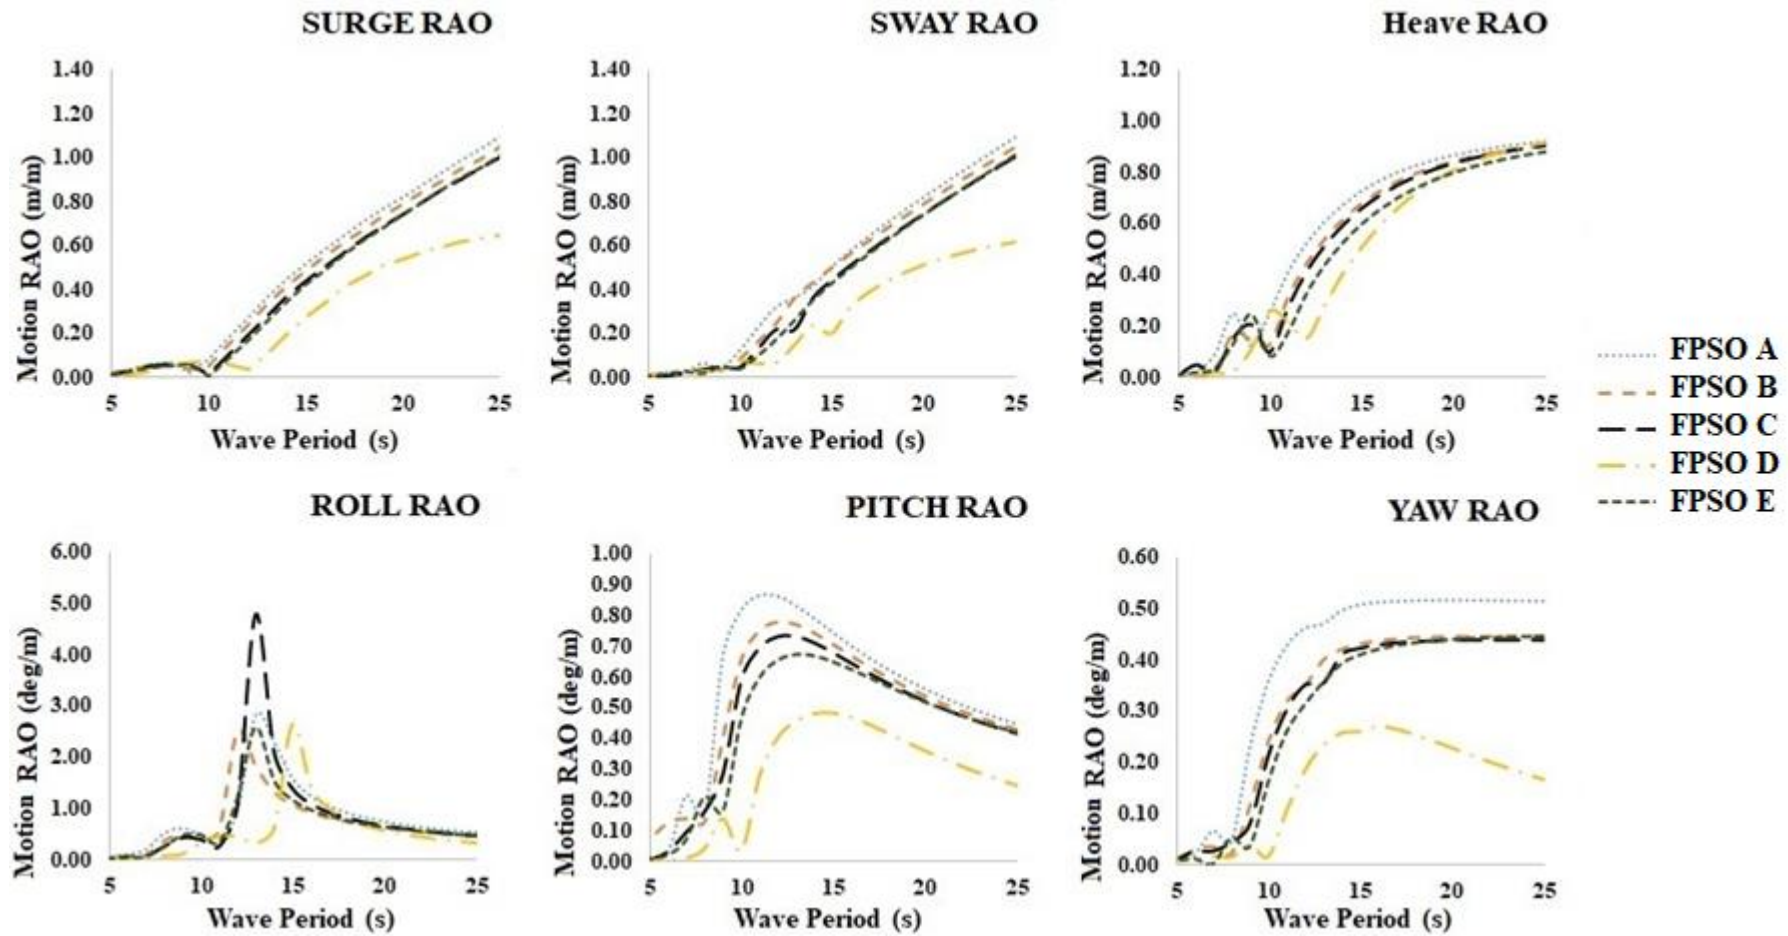 SURGE RAO
1.40
1.20
1.00
0.80
0.60
0.40
0.20
0.00
Motion RAO (m/m)
5 10 15 20 25
Wave Period (s)
SWAY RAO
1.40
1.20
1.00
0.80
0.60
0.40
0.20
0.00
Motion RAO (m/m)
5 10 15 20 25
Wave Period (s)
Heave RAO
1.20
1.00
0.80
0.60
0.40
0.20
0.00
Motion RAO (m/m)
5 10 15 20 25
Wave Period (s)
FPSO A
FPSO B
FPSO C
FPSO D
FPSO E
ROLL RAO
6.00
5.00
4.00
3.00
2.00
1.00
0.00
Motion RAO (deg/m)
5 10 15 20 25
Wave Period (s)
PITCH RAO
1.00
0.90
0.80
0.70
0.60
0.50
0.40
0.30
0.20
0.10
0.00
Motion RAO (deg/m)
5 10 15 20 25
Wave Period (s)
YAW RAO
0.60
0.50
0.40
0.30
0.20
0.10
0.00
Motion RAO (deg/m)
5 10 15 20 25
Wave Period (s)